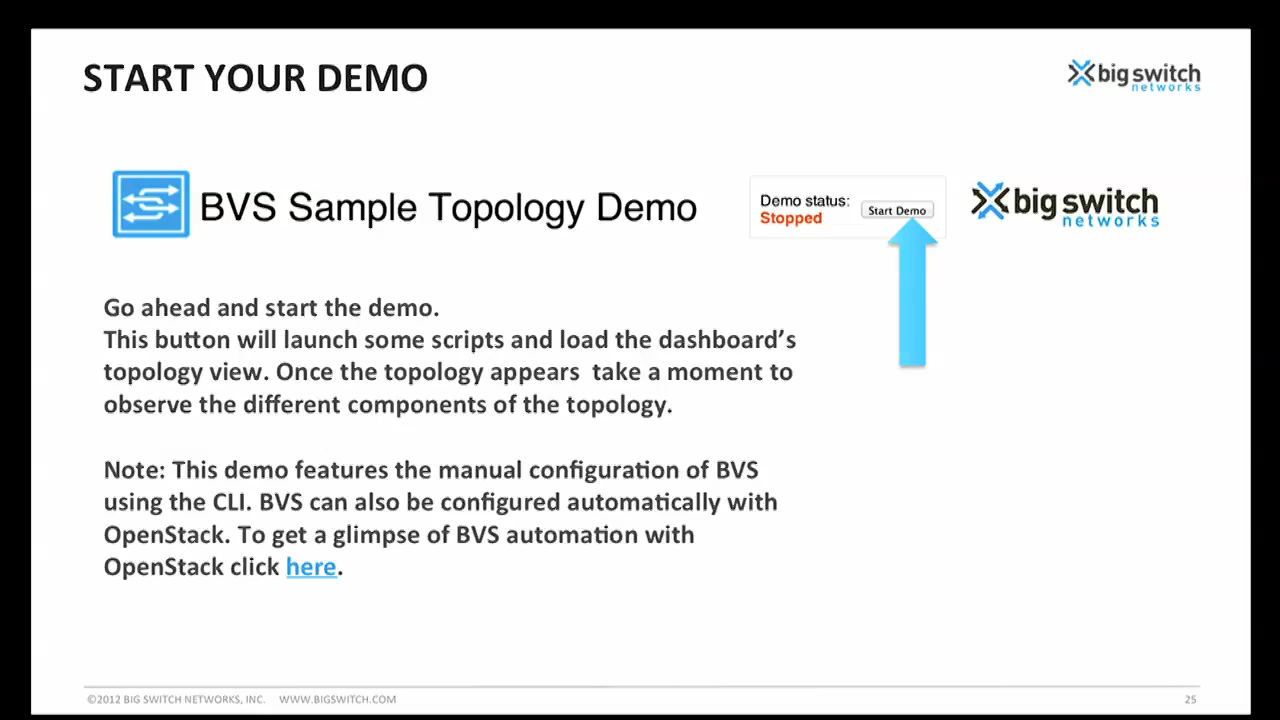 START YOUR DEMO
big switch
networks
BVS Sample Topology Demo
Demo status:
Stopped
Start Demo
big switch
networks
Go ahead and start the demo.
This button will launch some scripts and load the dashboard’s
topology view. Once the topology appears  take a moment to
observe the different components of the topology.
Note: This demo features the manual configuration of BVS
using the CLI. BVS can also be configured automatically with
OpenStack. To get a glimpse of BVS automation with
OpenStack click here.
©2012 BIG SWITCH NETWORKS, INC. WWW.BIGSWITCH.COM
25